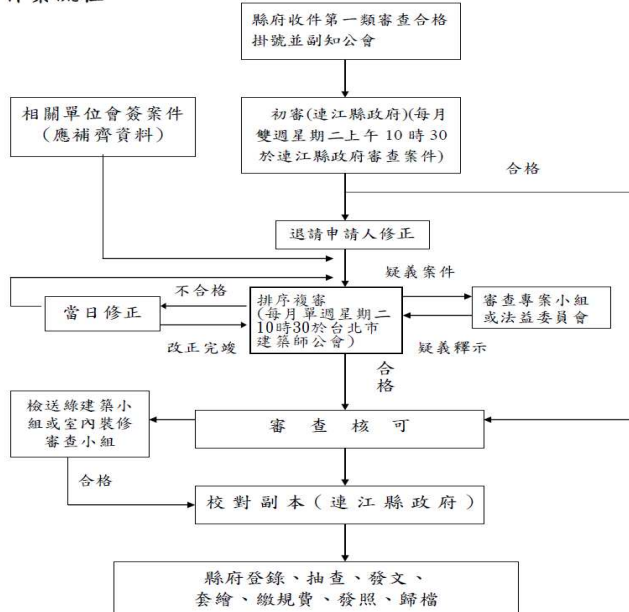 縣府收件第一類審查合格
掛號並副知公會
相關單位會簽案件
(應補齊資料)
初審(連江縣政府)(每月
雙週星期二上午10時30
於連江縣政府審查案件)
合格
退請申請人修正
不合格
疑義案件
當日修正
排序複審
(每月單週星期二
10時30於台北市
建築師公會)
審查專案小組
或法益委員會
改正完竣
疑義釋示
合
格
檢送綠建築小
組或室內裝修
審查小組
審查核可
合格
校對副本(連江縣政府)
縣府登錄、抽查、發文、
套繪、繳規費、發照、歸檔